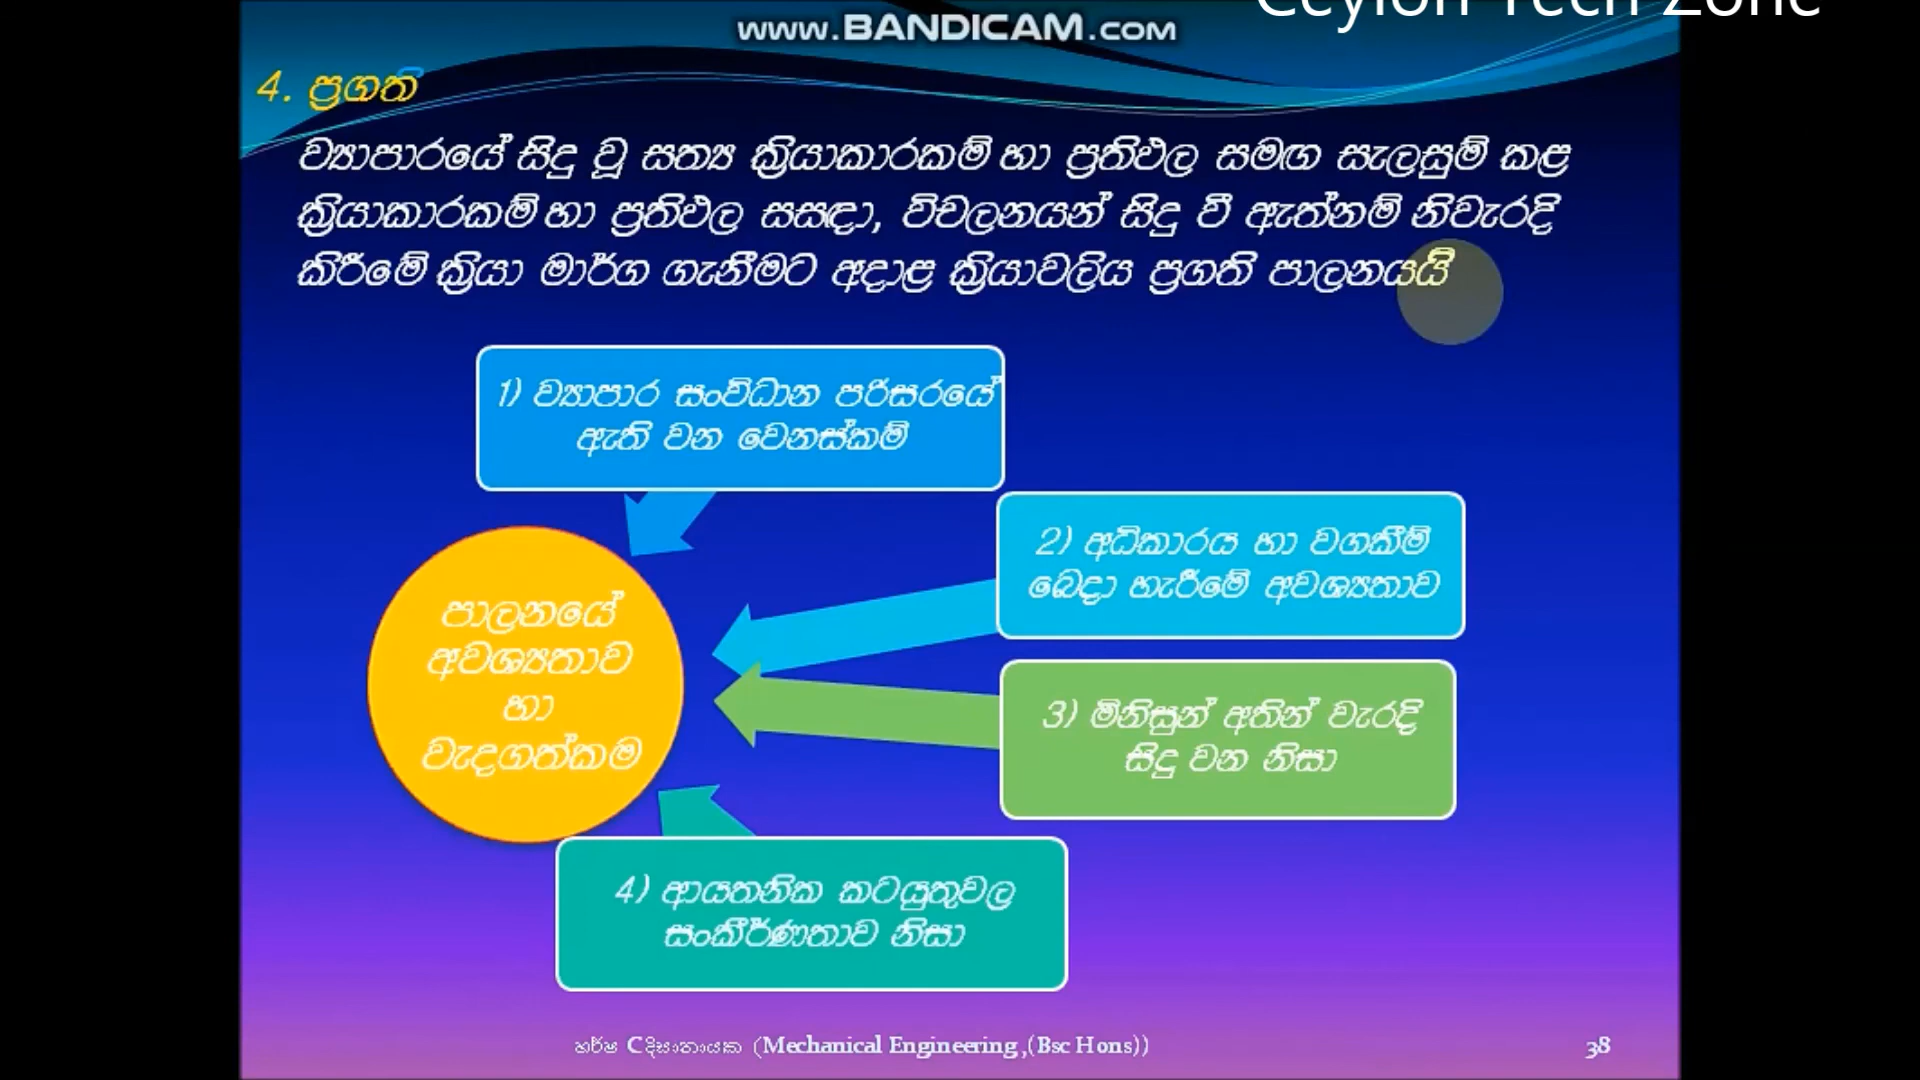 Ceylon Tech Zone
www.BANDICAM.com
4. ප්‍රගති
ව්‍යාපාරයේ සිදු වූ සත්‍ය ක්‍රියාකාරකම් හා ප්‍රතිඵල සමඟ සැලසුම් කළ
ක්‍රියාකාරකම් හා ප්‍රතිඵල සසඳා, විචලනයන් සිදු වී ඇත්නම් නිවැරදි
කිරීමේ ක්‍රියා මාර්ග ගැනීමට අදාළ ක්‍රියාවලිය ප්‍රගති පාලනයයි
1) ව්‍යාපාර සංවිධාන පරිසරයේ
ඇති වන වෙනස්කම්
2) අධිකාරය හා වගකීම්
බෙදා හැරීමේ අවශ්‍යතාව
පාලනයේ
අවශ්‍යතාව
හා
වැදගත්කම
3) මිනිසුන් අතින් වැරදි
සිදු වන නිසා
4) ආයතනික කටයුතුවල
සංකීර්ණතාව නිසා
හර්ෂ Cදිසානායක (Mechanical Engineering,(Bsc Hons))
38